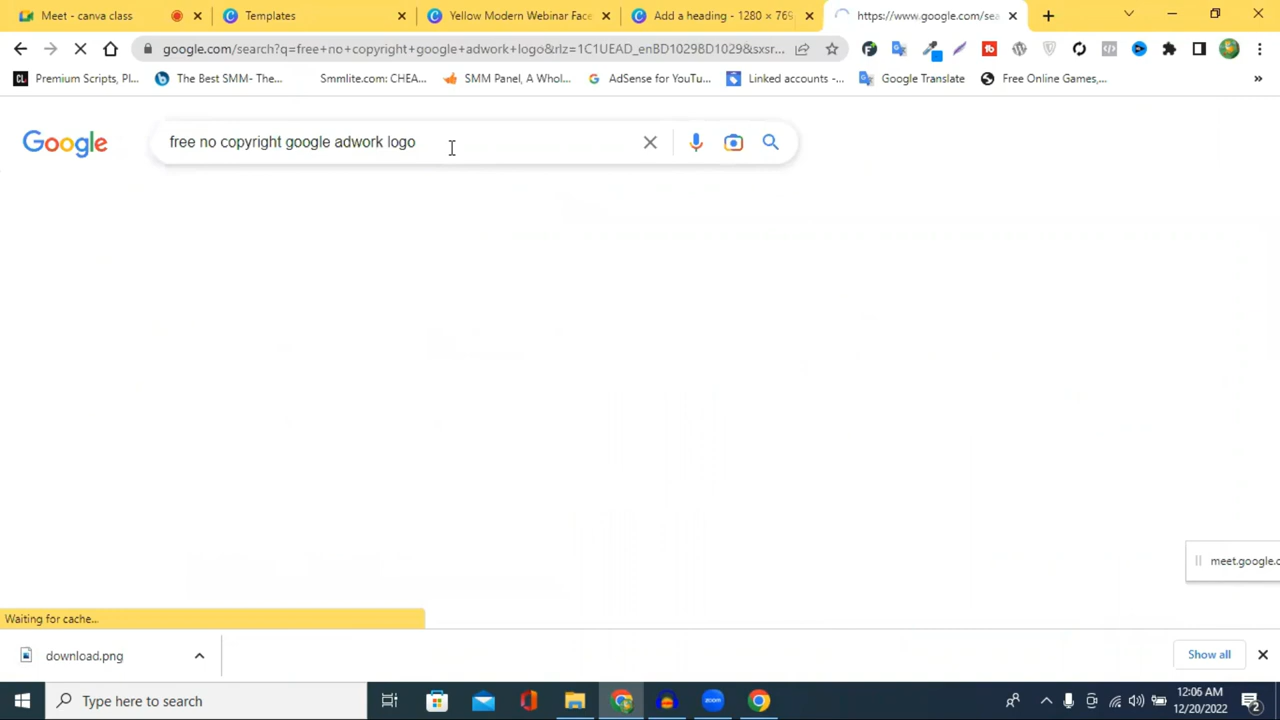 Meet - canva class
Templates
Yellow Modern Webinar Face
Add a heading - 1280 × 769
https://www.google.com/sea
google.com/search?q=free+no+copyright+google+adwork+logo&rlz=1C1UEAD_enBD1029BD1029&sxsr...
Premium Scripts, Pl...
The Best SMM- The...
Smmlite.com: CHEA...
SMM Panel, A Whol...
AdSense for YouTu...
Linked accounts -...
Google Translate
Free Online Games,...
Google
free no copyright google adwork logo
meet.google.c
Waiting for cache...
download.png
Show all
Type here to search
12:06 AM
12/20/2022
2